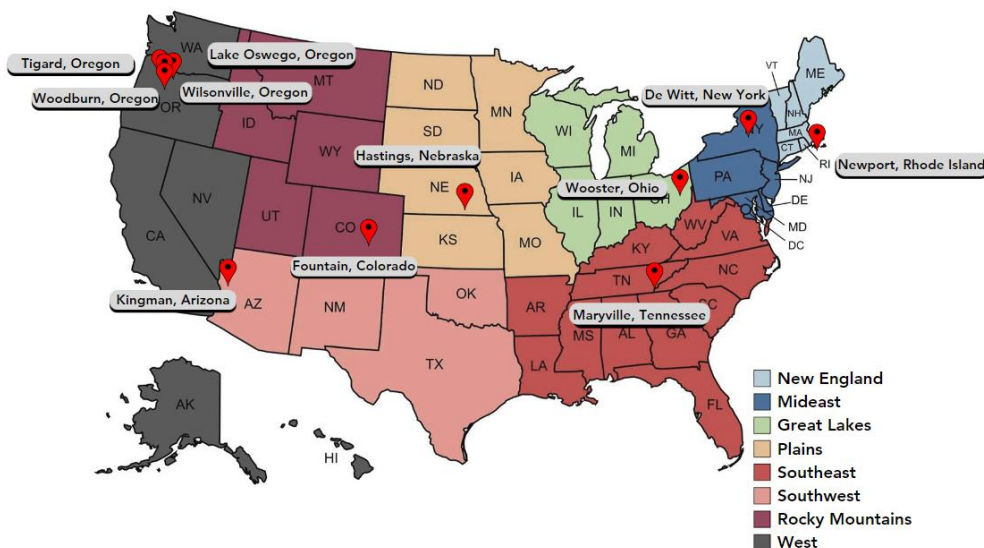 WA
Lake Oswego, Oregon
Tigard, Oregon
Woodburn, Oregon
Wilsonville, Oregon
OR
MT
ND
MN
ID
WY
SD
WI
MI
De Witt, New York
NY
VT
ME
NH
MA
CT
RI
Newport, Rhode Island
Hastings, Nebraska
Wooster, Ohio
NE
IA
PA
NJ
OH
NV
UT
CO
KS
MO
IL
IN
DE
MD
DC
WV
VA
CA
KY
Fountain, Colorado
Kingman, Arizona
AZ
NM
OK
AR
TN
NC
SC
Maryville, Tennessee
MS
AL
GA
TX
LA
FL
AK
HI
New England
Mideast
Great Lakes
Plains
Southeast
Southwest
Rocky Mountains
West